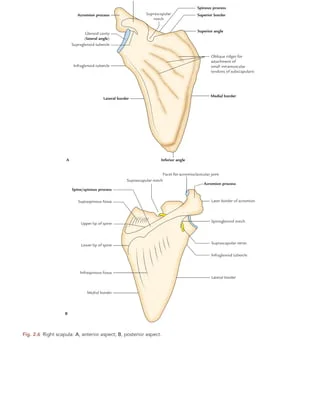 Spinous process
Acromion process
Suprascapular
notch
Superior border
Superior angle
Glenoid cavity
(lateral angle)
Supraglenoid tubercle
Infraglenoid tubercle
Oblique ridges for
attachment of
small intramuscular
tendons of subscapularis
Lateral border
Medial border
A
Inferior angle
Facet for acromioclavicular joint
Suprascapular notch
Acromion process
Spine/spinous process
Supraspinous fossa
Later border of acromion
Upper lip of spine
Spinoglenoid notch
Lower lip of spine
Suprascapular nerve
Infraglenoid tubercle
Infraspinous fossa
Lateral border
Medial border
B
Fig. 2.6 Right scapula: A, anterior aspect; B, posterior aspect.